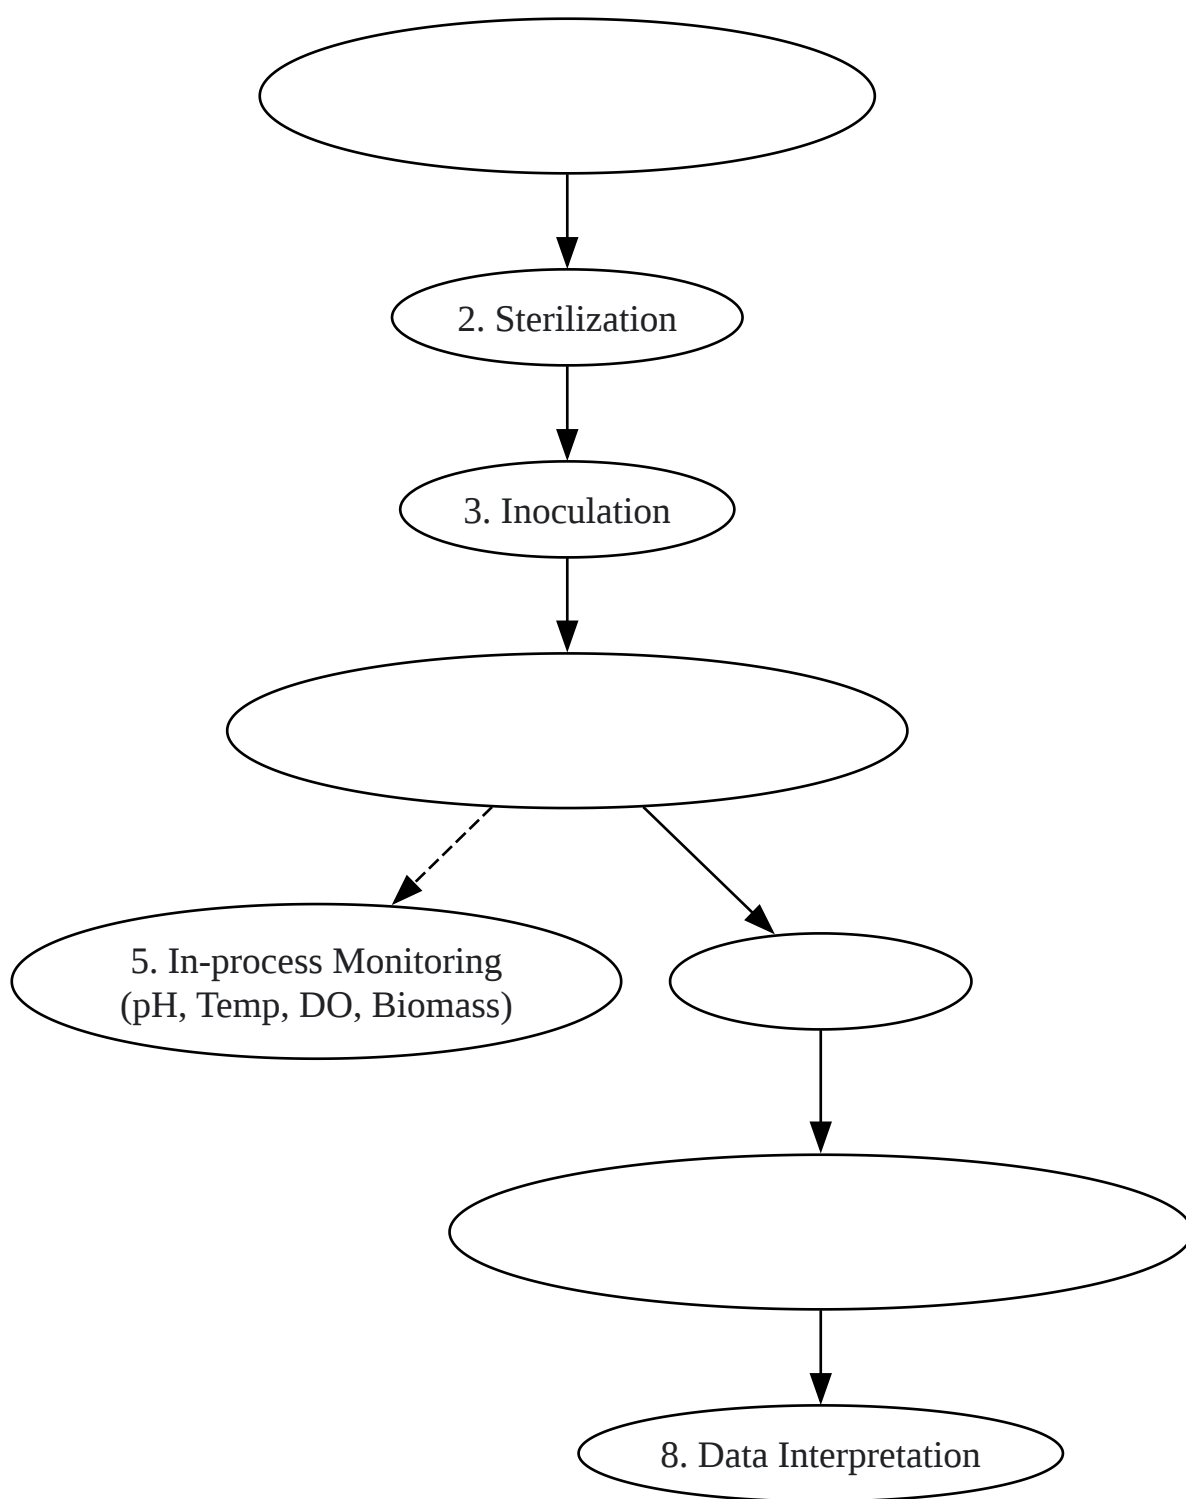 2. Sterilization
3. Inoculation
5. In-process Monitoring
(pH, Temp, DO, Biomass)
8. Data Interpretation